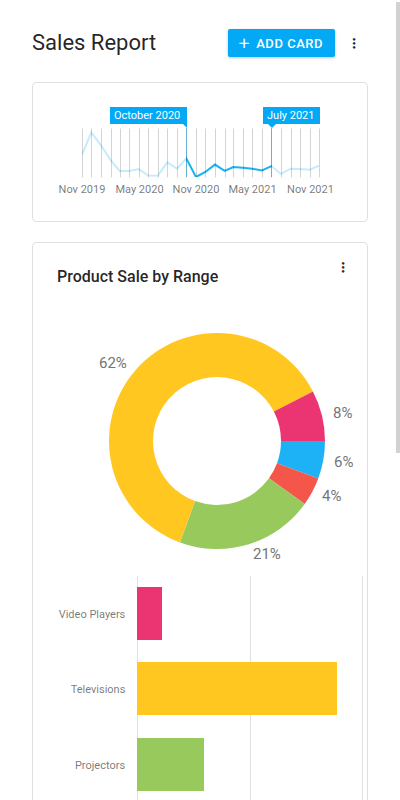 Sales Report
+ ADD CARD
October 2020
July 2021
Nov 2019 May 2020 Nov 2020 May 2021 Nov 2021
Product Sale by Range
62%
8%
6%
4%
21%
Video Players
Televisions
Projectors